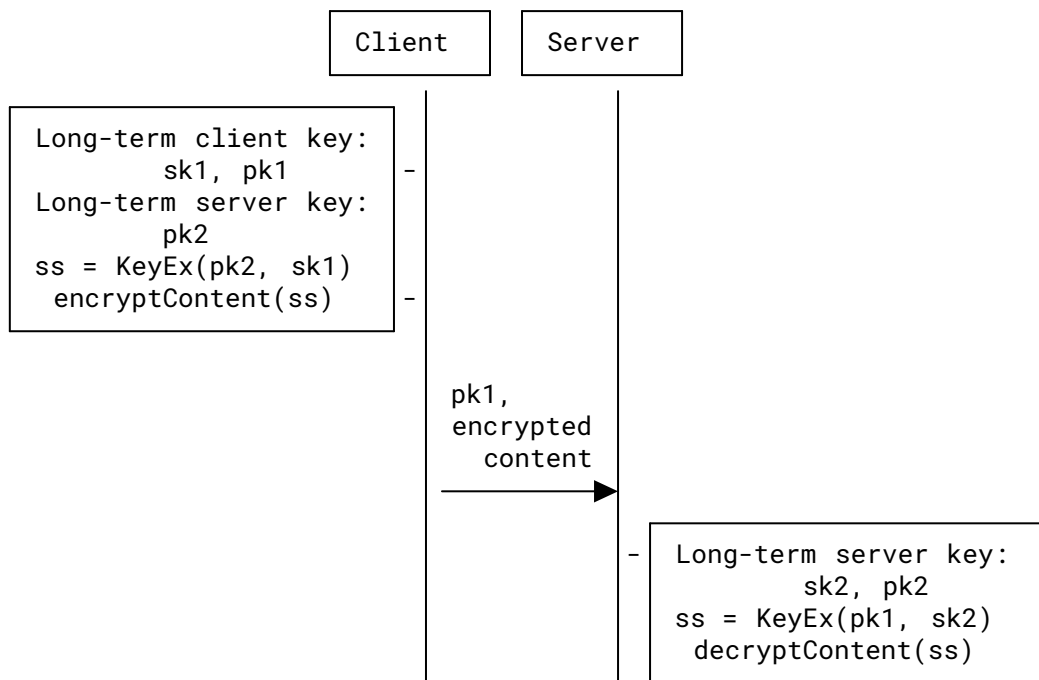 Client
Server
Long-term client key:
sk1, pk1
Long-term server key:
pk2
ss = KeyEx(pk2, sk1)
encryptContent(ss)
pk1,
encrypted
content
Long-term server key:
sk2, pk2
ss = KeyEx(pk1, sk2)
decryptContent(ss)